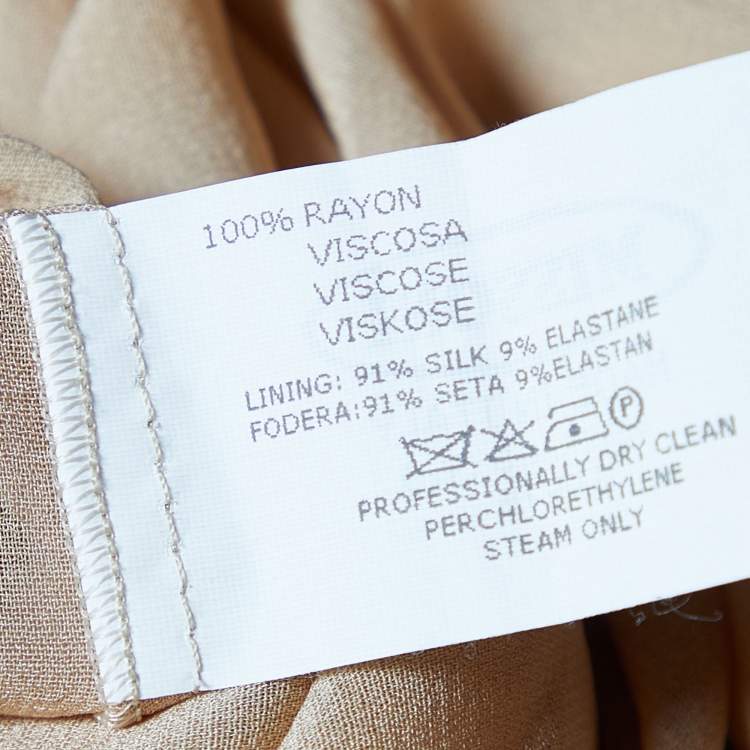 100% RAYON
VISCOSA
VISCOSE
VISKOSE
LINING: 91% SILK 9% ELASTANE
FODERA:91% SETA 9%ELASTAN
P
PROFESSIONALLY DRY CLEAN
PERCHLORETHYLENE
STEAM ONLY